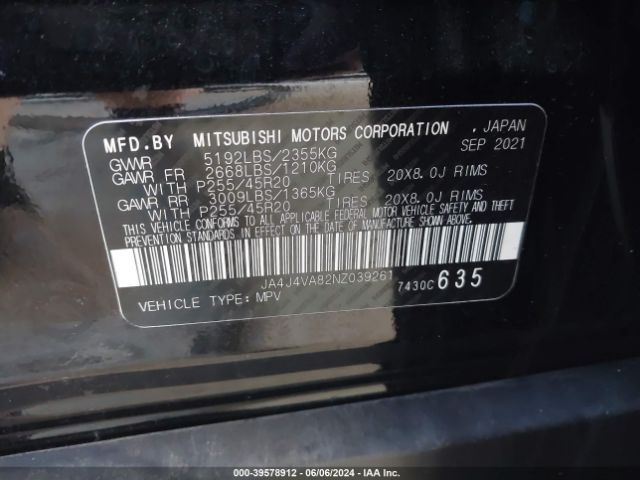 MFD.BY MITSUBISHI MOTORS CORPORATION , JAPAN
GVWR 5192LBS/2355KG SEP 2021
GAWR FR 2668LBS/1210KG
WITH P255/45R20 TIRES 20X8.0J RIMS
GAWR RR 3009LBS/1365KG
WITH P255/45R20 TIRES 20X8.0J RIMS
THIS VEHICLE CONFORMS TO ALL APPLICABLE FEDERAL MOTOR VEHICLE SAFETY AND THEFT
PREVENTION STANDARDS IN EFFECT ON THE DATE OF MANUFACTURE SHOWN ABOVE.
JA4J4VA82NZ039261
VEHICLE TYPE: MPV 7430C 635
000-39578912 - 06/06/2024 - IAA Inc.